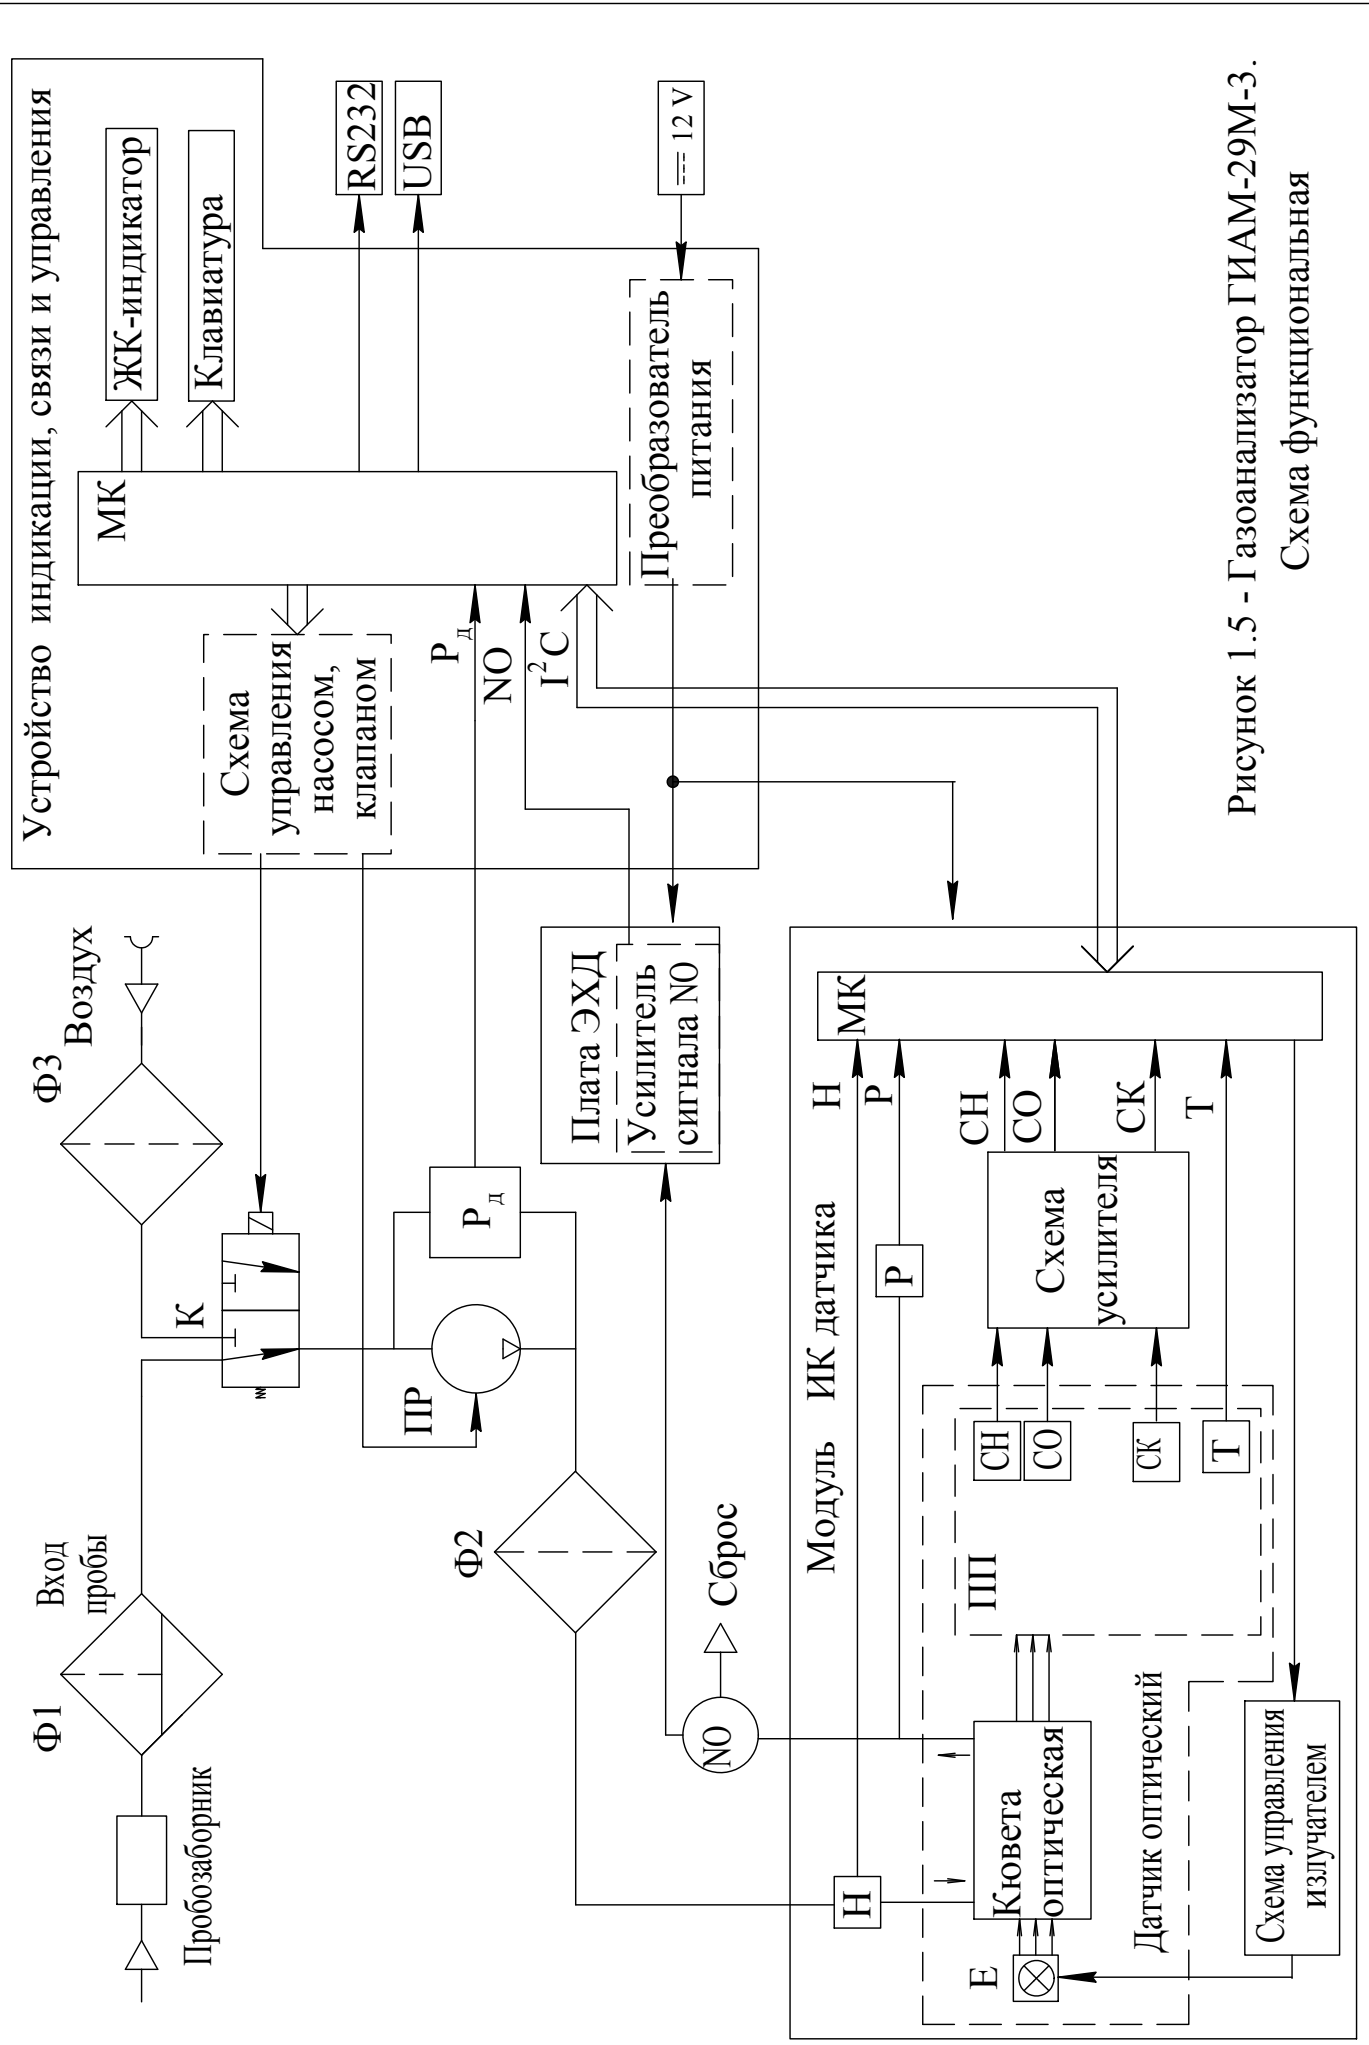 Пробозаборник
Ф1
Вход
пробы
Ф3
Воздух
К
Устройство индикации, связи и управления
ЖК-индикатор
Клавиатура
МК
Схема
управления
насосом,
клапаном
RS232
USB
12 V
Преобразователь
питания
Pд
NO
I²C
ПР
Pд
Ф2
Плата ЭХД
Усилитель
сигнала NO
NO
Сброс
Модуль ИК датчика
Н
Р
МК
Н
Р
Е
Кювета
оптическая
ПП
СН
СО
СК
Т
Схема
усилителя
СН
СО
СК
Т
Датчик оптический
Схема управления
излучателем
Рисунок 1.5 - Газоанализатор ГИАМ-29М-3.
Схема функциональная